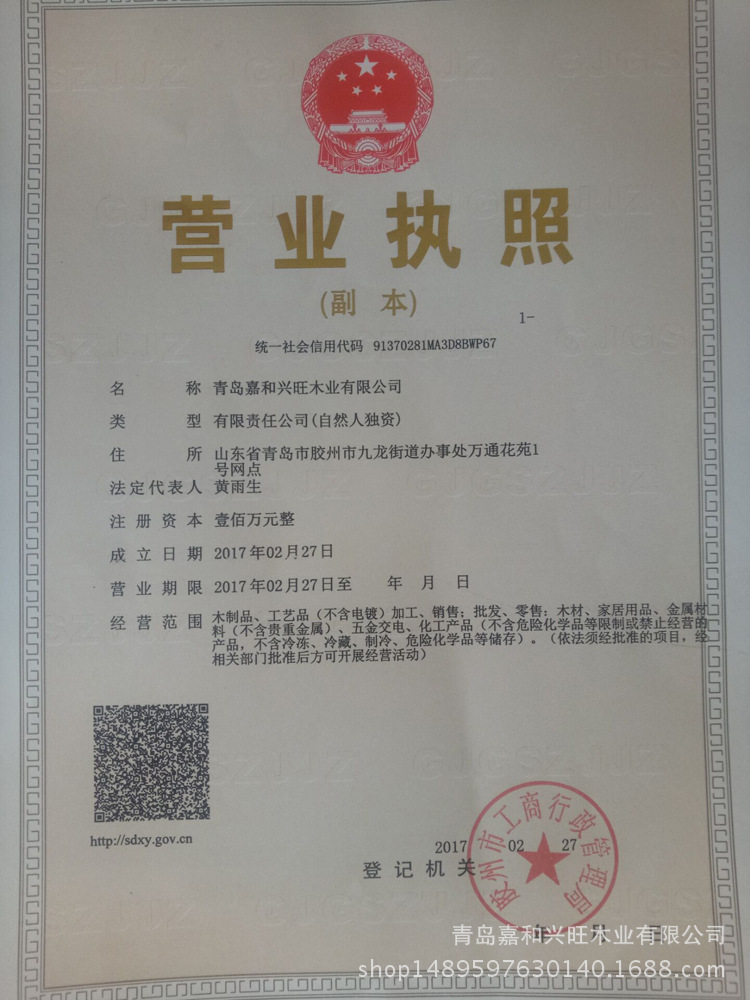 营业执照
(副 本)
1-
统一社会信用代码 91370281MA3D8BWP67
名 称 青岛嘉和兴旺木业有限公司
类 型 有限责任公司(自然人独资)
住 所 山东省青岛市胶州市九龙街道办事处万通花苑1
号网点
法定代表人 黄雨生
注册资本 壹佰万元整
成立日期 2017年02月27日
营业期限 2017年02月27日至 年 月 日
经营范围 木制品、工艺品（不含电镀）加工、销售；批发、零售：木材、家居用品、金属材
料（不含贵重金属）、五金交电、化工产品（不含危险化学品等限制或禁止经营的
产品，不含冷冻、冷藏、制冷、危险化学品等储存）。（依法须经批准的项目，经
相关部门批准后方可开展经营活动）
http://sdxy.gov.cn
胶州市工商行政管理局
2017 02 27
登记机关
年 月 日
青岛嘉和兴旺木业有限公司
shop1489597630140.1688.com